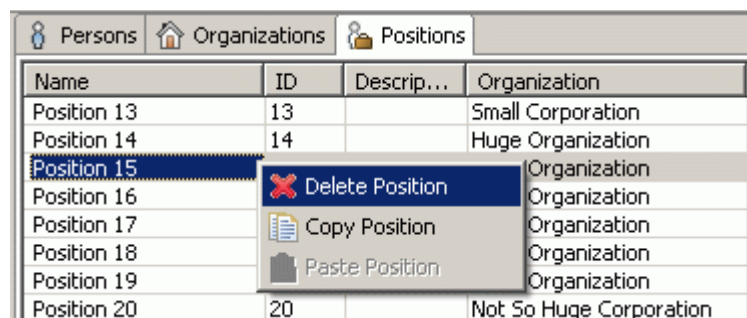 Persons Organizations Positions
Name ID Descrip... Organization
Position 13 13 Small Corporation
Position 14 14 Huge Organization
Position 15 Organization
Delete Position
Position 16 Organization
Position 17 Organization
Copy Position
Position 18 Organization
Paste Position
Position 19 Organization
Position 20 20 Not So Huge Corporation